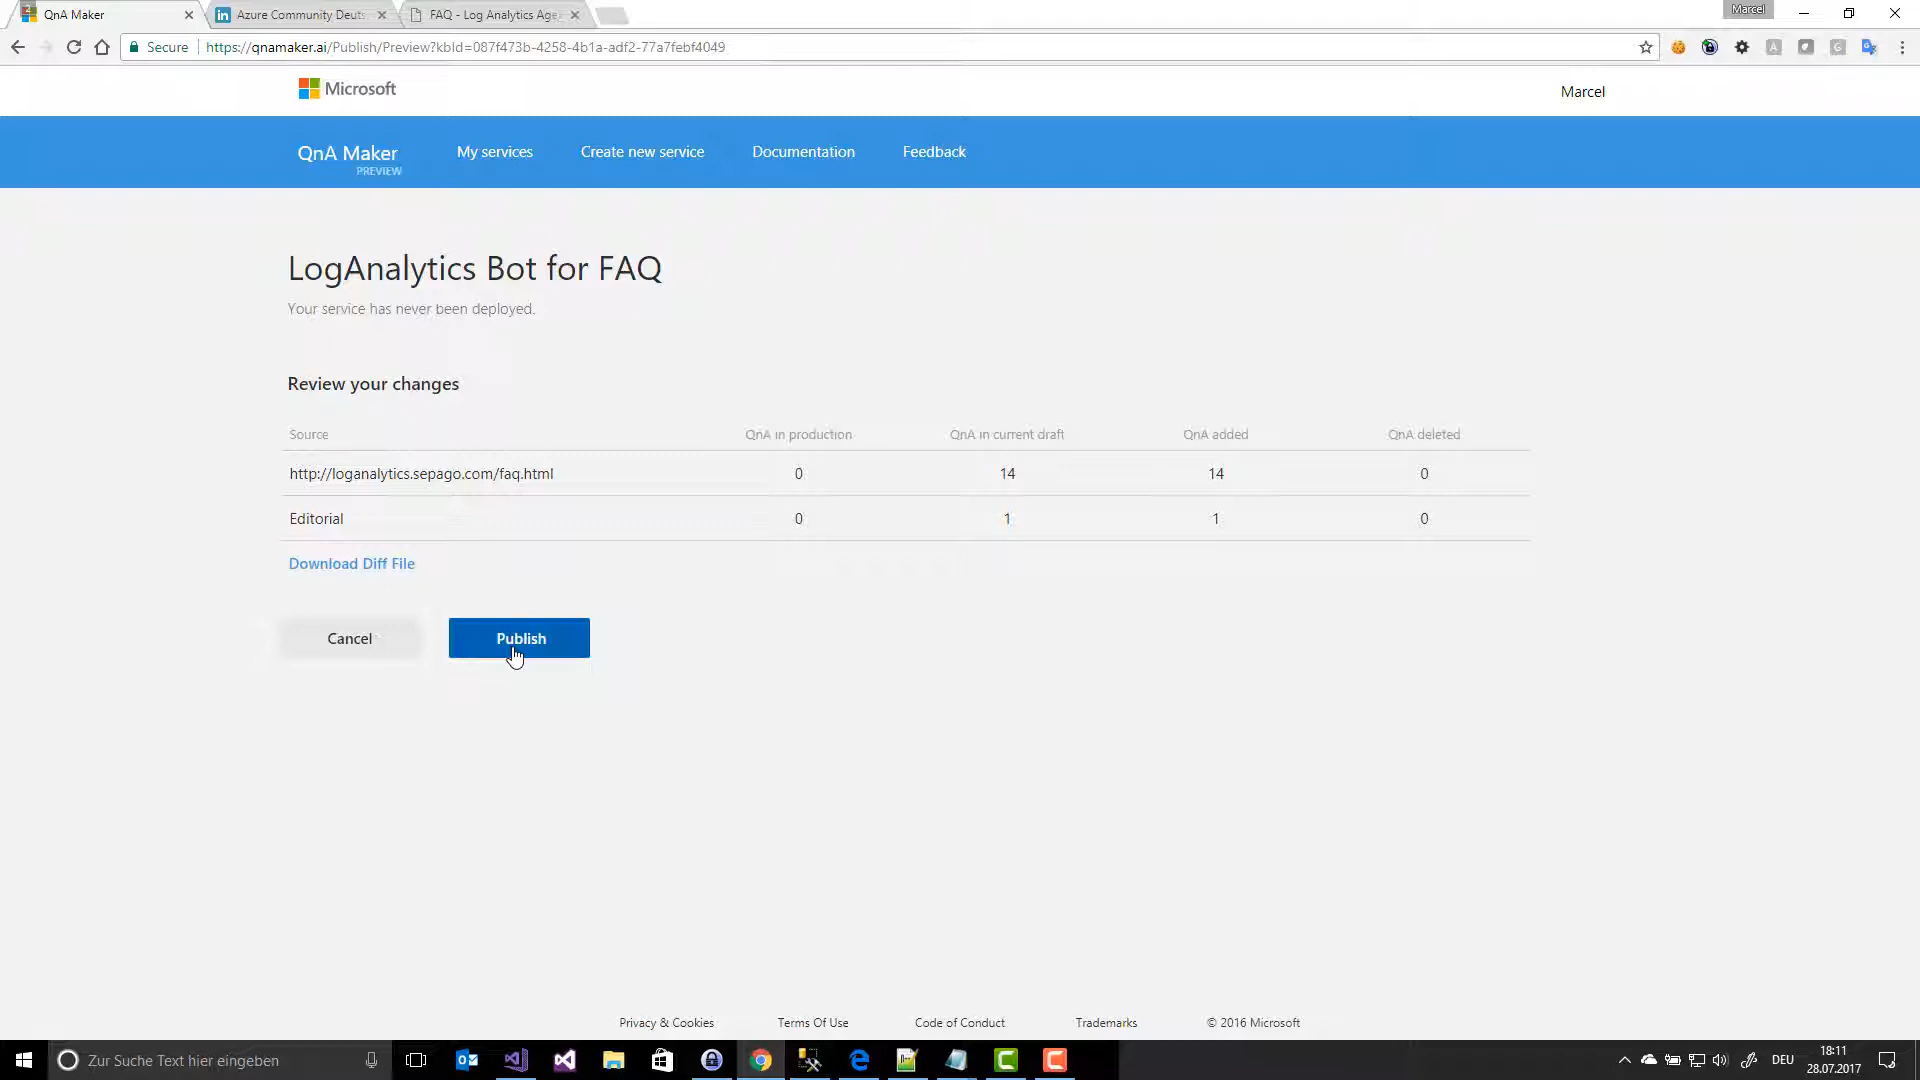 QnA Maker
Azure Community Deuts
FAQ - Log Analytics Age
Marcel
Secure
https://qnamaker.ai/Publish/Preview?kbId=087f473b-4258-4b1a-adf2-77a7febf4049
Microsoft
Marcel
QnA Maker
PREVIEW
My services
Create new service
Documentation
Feedback
LogAnalytics Bot for FAQ
Your service has never been deployed.
Review your changes
Source QnA in production QnA in current draft QnA added QnA deleted
http://loganalytics.sepago.com/faq.html 0 14 14 0
Editorial 0 1 1 0
Download Diff File
Cancel Publish
Privacy & Cookies Terms Of Use Code of Conduct Trademarks © 2016 Microsoft
Zur Suche Text hier eingeben
DEU
18:11
28.07.2017